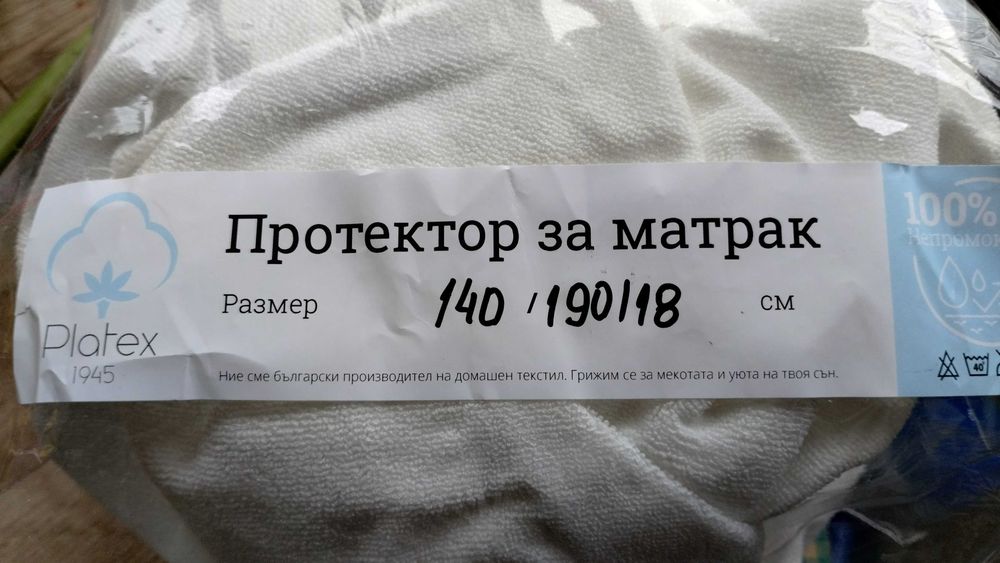 Протектор за матрак
Размер 140 / 190/18 см
Ние сме български производител на домашен текстил. Грижим се за мекотата и уюта на твоя сън.
Platex
1945
100%
40°